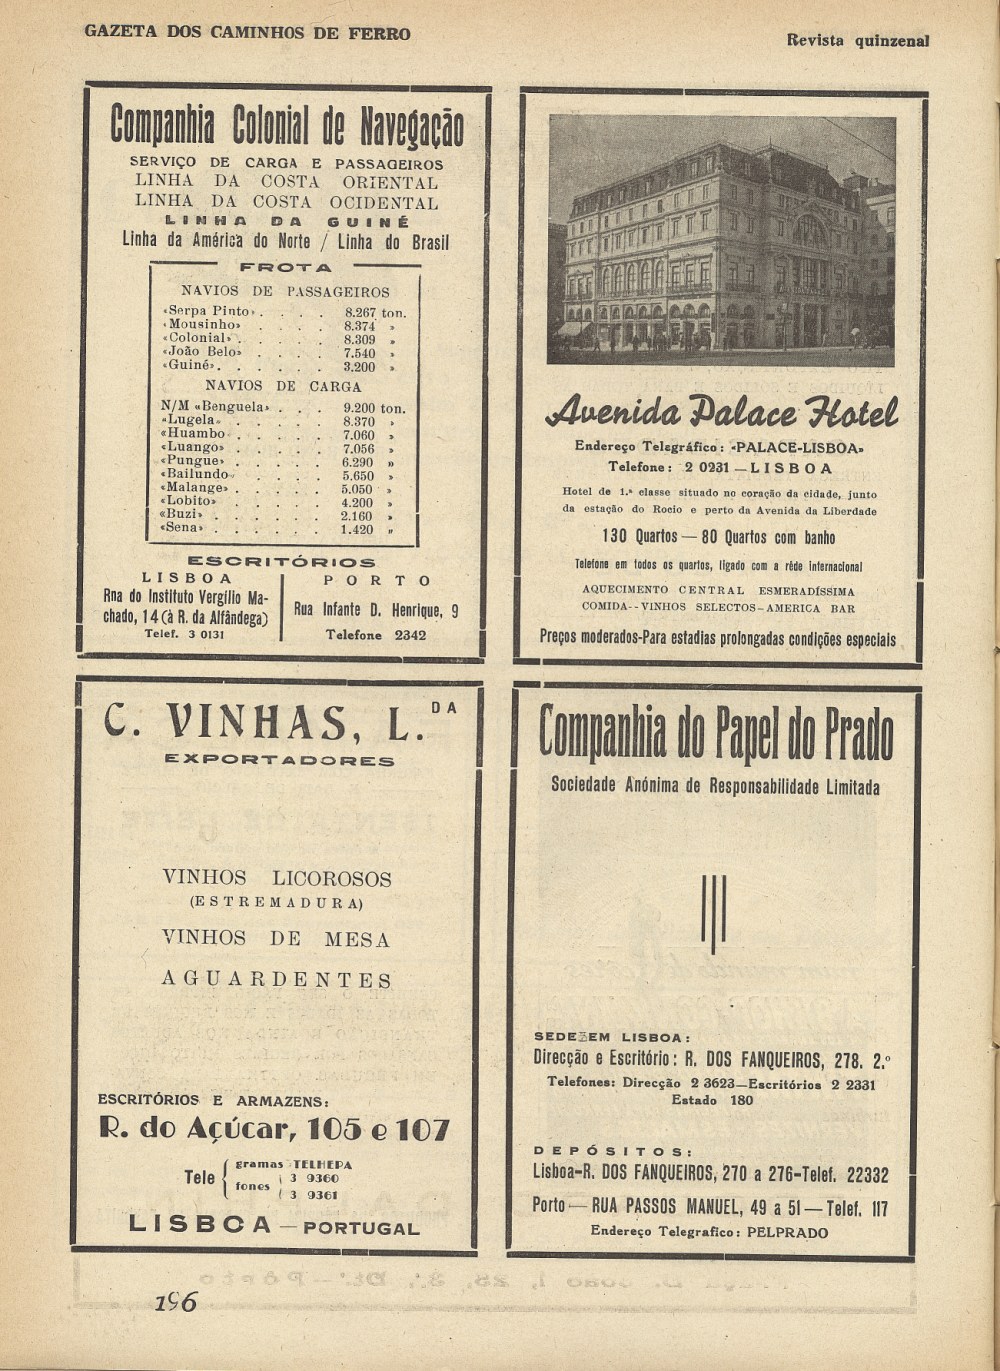 GAZETA DOS CAMINHOS DE FERRO
Revista quinzenal
Companhia Colonial de Navegação
SERVIÇO DE CARGA E PASSAGEIROS
LINHA DA COSTA ORIENTAL
LINHA DA COSTA OCIDENTAL
LINHA DA GUINÉ
Linha da América do Norte / Linha do Brasil
FROTA
NAVIOS DE PASSAGEIROS
«Serpa Pinto» . . . . 8.267 ton.
«Mousinho» . . . . 8.374 »
«Colonial» . . . . . 8.309 »
«João Belo» . . . . . 7.540 »
«Guiné» . . . . . . 3.200 »
NAVIOS DE CARGA
N/M «Benguela» . . . 9.200 ton.
«Lugela» . . . . . 8.370 »
«Huambo . . . . . 7.060 »
«Luango» . . . . . 7.056 »
«Pungue» . . . . . 6.290 »
«Bailundo» . . . . . 5.650 »
«Malange» . . . . . 5.050 »
«Lobito» . . . . . . 4.200 »
«Buzi» . . . . . . 2.160 »
«Sena» . . . . . . 1.420 »
ESCRITÓRIOS
LISBOA
Rna do Instituto Vergílio Ma-
chado, 14 (à R. da Alfândega)
Telef. 3 0131
PORTO
Rua Infante D. Henrique, 9
Telefone 2342
Avenida Palace Hotel
Endereço Telegráfico: «PALACE-LISBOA»
Telefone: 2 0231 — LISBOA
Hotel de 1.ª classe situado no coração da cidade, junto
da estação do Rocio e perto da Avenida da Liberdade
130 Quartos — 80 Quartos com banho
Telefone em todos os quartos, ligado com a rêde internacional
AQUECIMENTO CENTRAL ESMERADÍSSIMA
COMIDA--VINHOS SELECTOS-AMERICA BAR
Preços moderados-Para estadias prolongadas condições especiais
C. VINHAS, L.DA
EXPORTADORES
VINHOS LICOROSOS
(ESTREMADURA)
VINHOS DE MESA
AGUARDENTES
ESCRITÓRIOS E ARMAZENS:
R. do Açúcar, 105 e 107
Tele { gramas TELHEPA
fones ( 3 9360
( 3 9361
LISBOA — PORTUGAL
Companhia do Papel do Prado
Sociedade Anónima de Responsabilidade Limitada
SEDE EM LISBOA:
Direcção e Escritório: R. DOS FANQUEIROS, 278. 2.º
Telefones: Direcção 2 3623—Escritórios 2 2331
Estado 180
DEPÓSITOS:
Lisboa-R. DOS FANQUEIROS, 270 a 276-Telef. 22332
Porto — RUA PASSOS MANUEL, 49 a 51 — Telef. 117
Endereço Telegrafico: PELPRADO
196